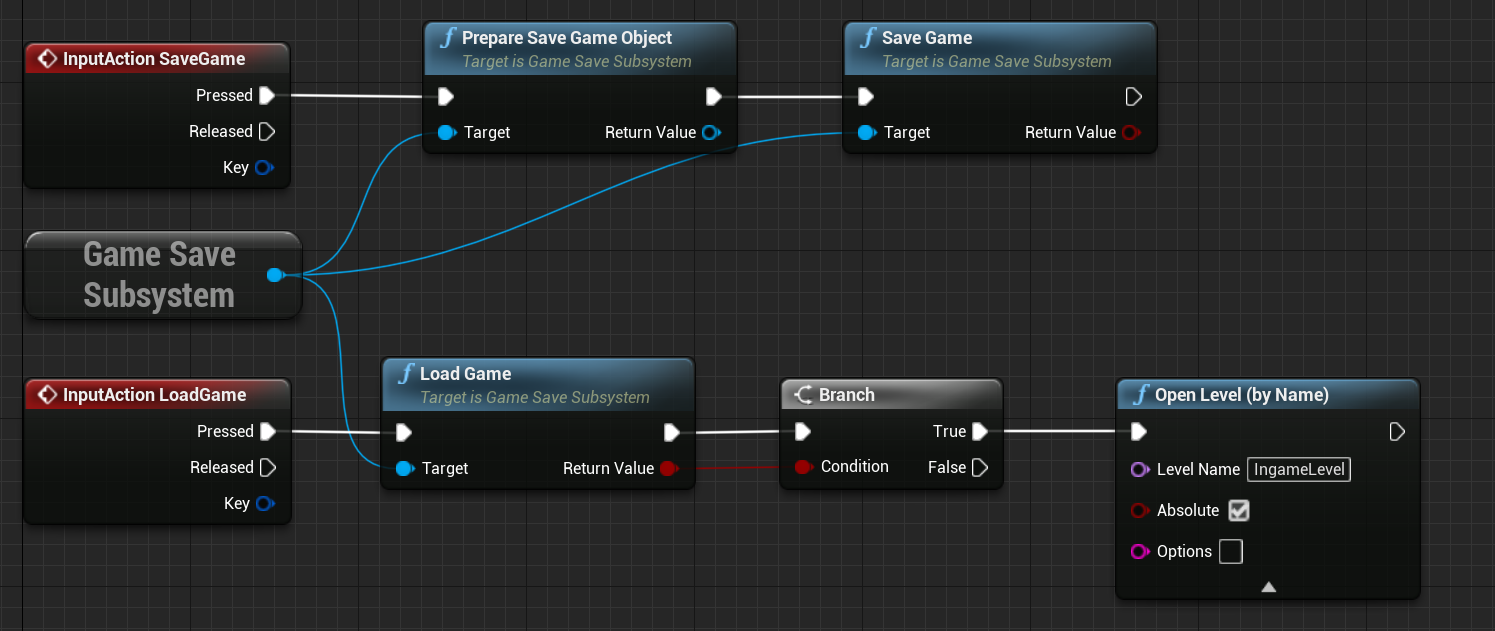 InputAction SaveGame
Pressed
Released
Key
Prepare Save Game Object
Target is Game Save Subsystem
Target
Return Value
Save Game
Target is Game Save Subsystem
Target
Return Value
Game Save
Subsystem
InputAction LoadGame
Pressed
Released
Key
Load Game
Target is Game Save Subsystem
Target
Return Value
Branch
True
Condition
False
Open Level (by Name)
Level Name IngameLevel
Absolute
Options